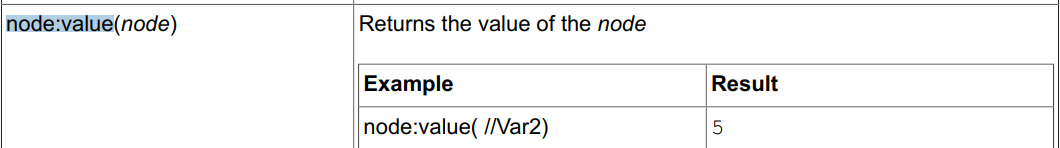 node:value(node) Returns the value of the node
Example Result
node:value( //Var2) 5